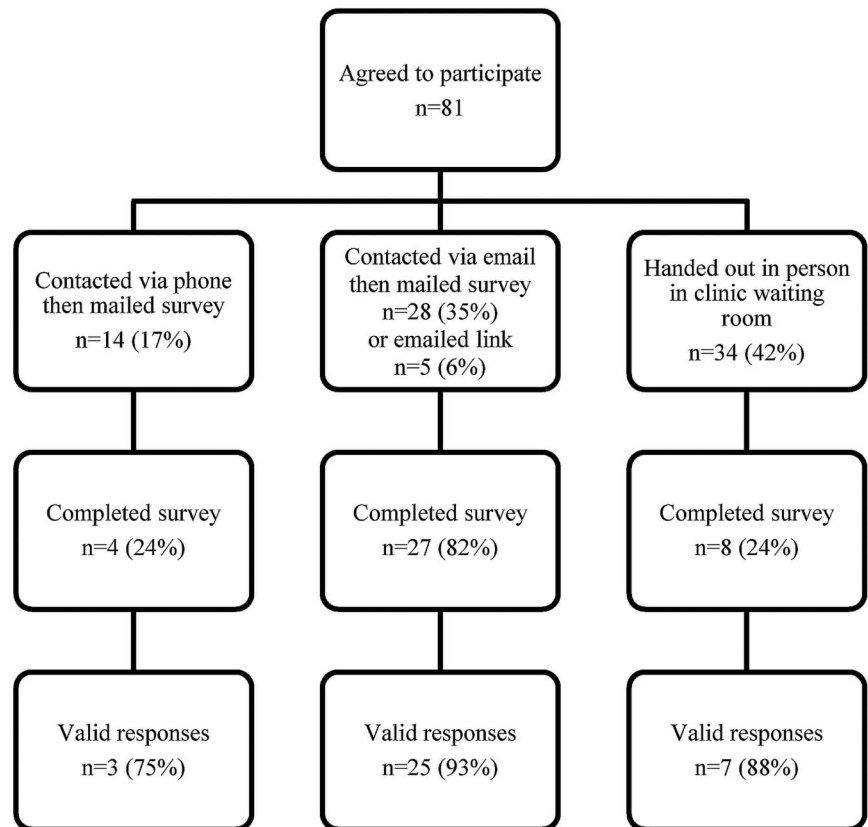 Agreed to participate
n=81
Contacted via phone
then mailed survey
n=14 (17%)
Contacted via email
then mailed survey
n=28 (35%)
or emailed link
n=5 (6%)
Handed out in person
in clinic waiting
room
n=34 (42%)
Completed survey
n=4 (24%)
Completed survey
n=27 (82%)
Completed survey
n=8 (24%)
Valid responses
n=3 (75%)
Valid responses
n=25 (93%)
Valid responses
n=7 (88%)